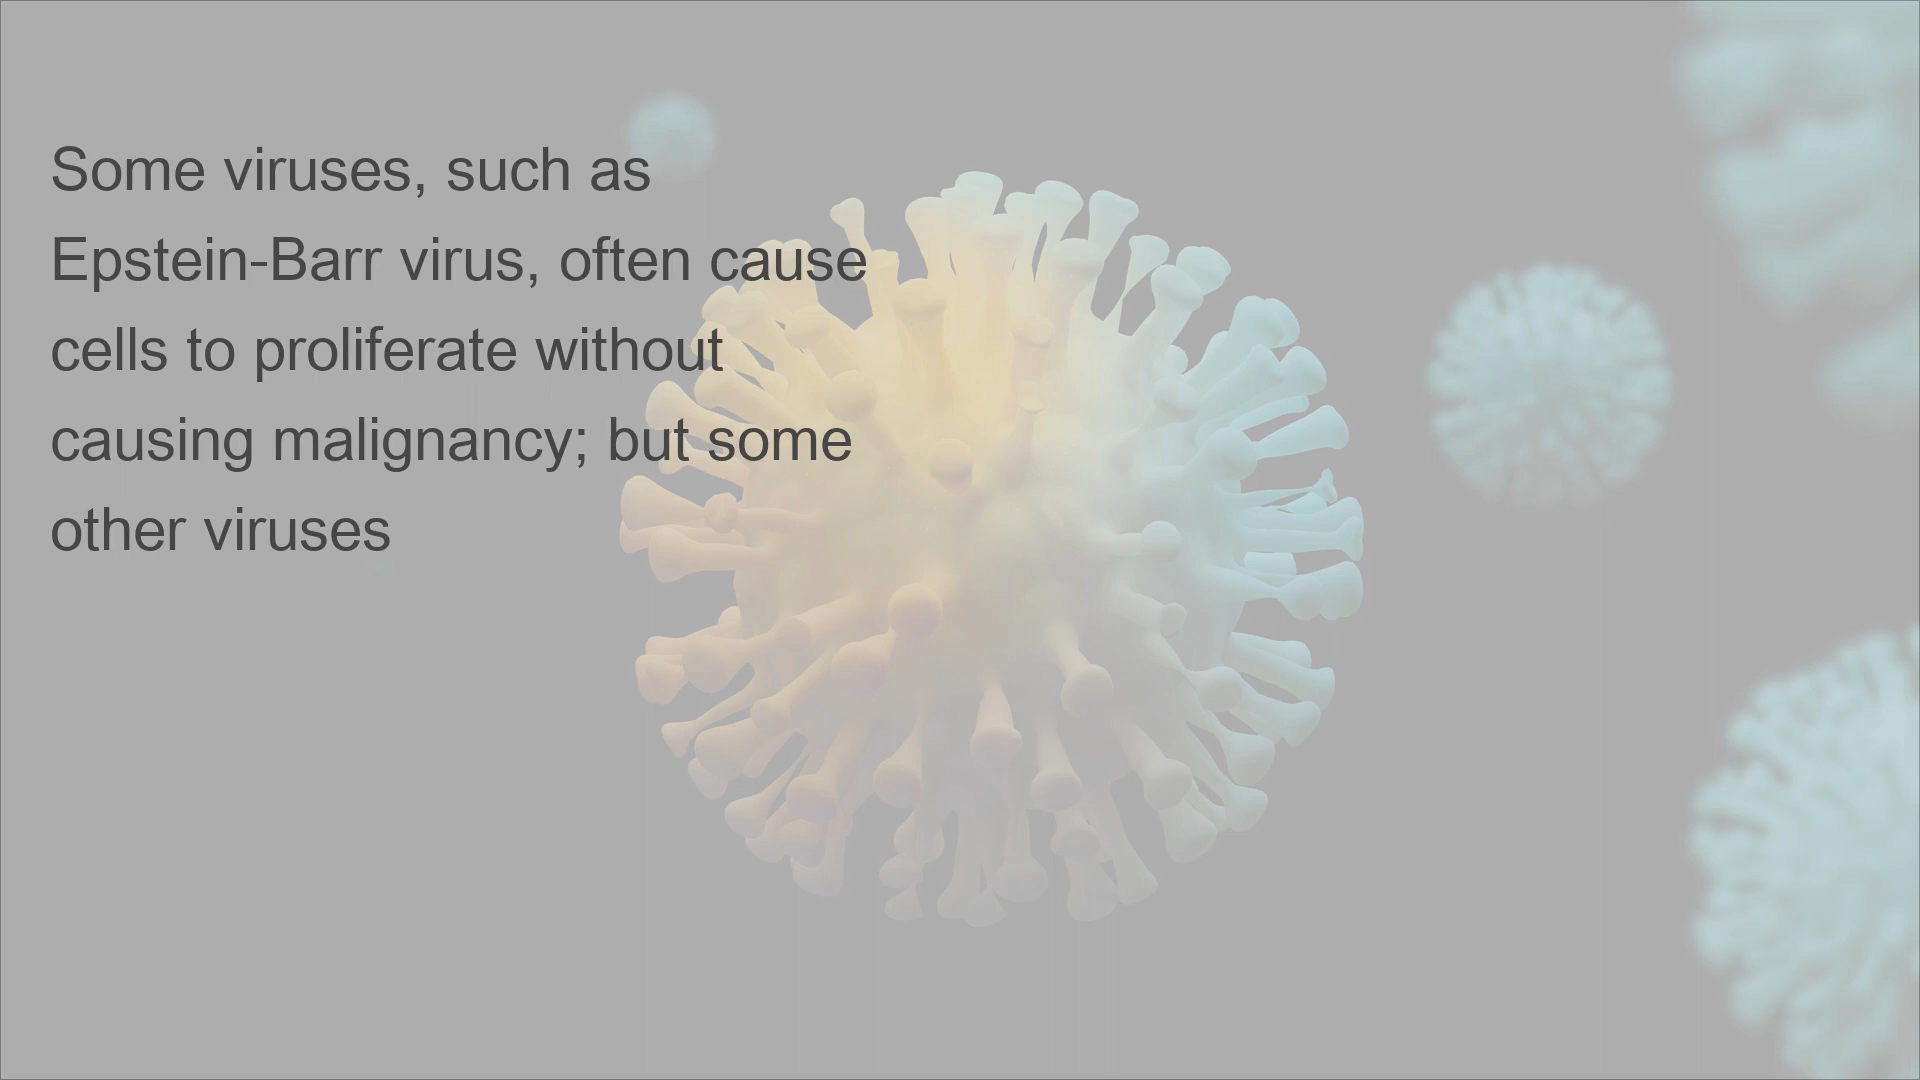 Some viruses, such as
Epstein-Barr virus, often cause
cells to proliferate without
causing malignancy; but some
other viruses